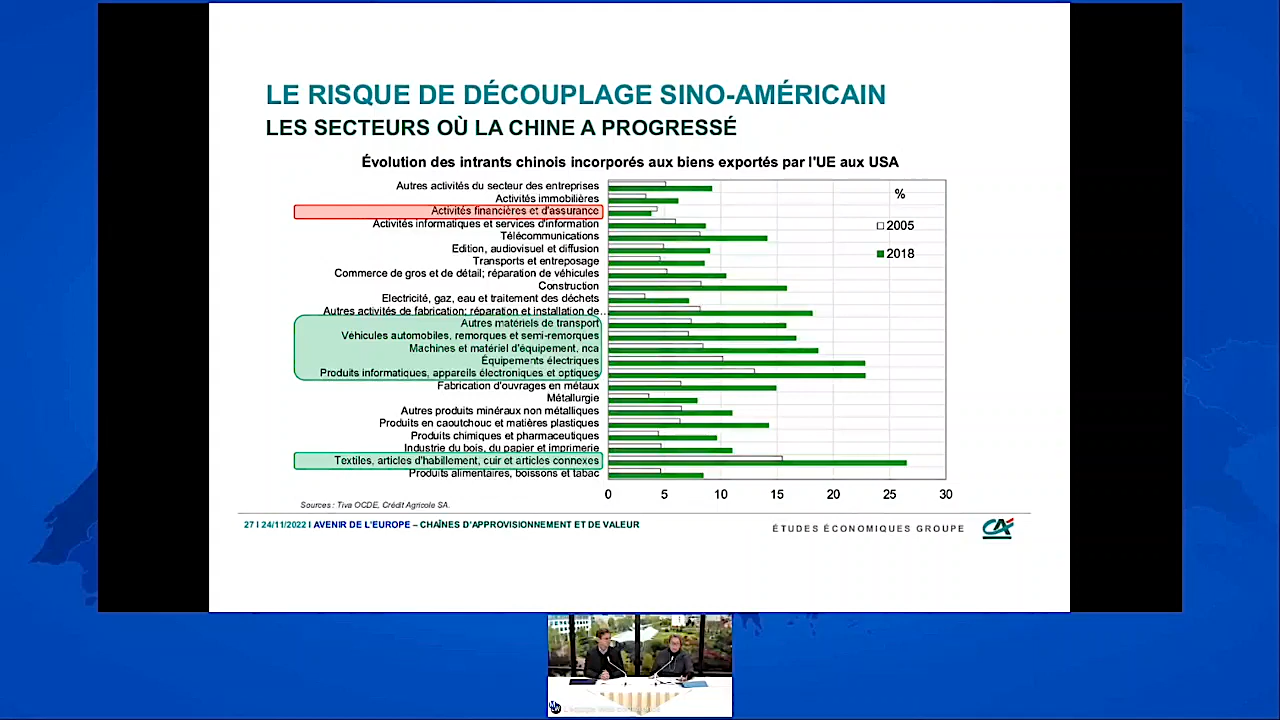 LE RISQUE DE DÉCOUPLAGE SINO-AMÉRICAIN
LES SECTEURS OÙ LA CHINE A PROGRESSÉ
Évolution des intrants chinois incorporés aux biens exportés par l'UE aux USA
Autres activités du secteur des entreprises
Activités immobilières
Activités financières et d'assurance
Activités informatiques et services d'information
Télécommunications
Edition, audiovisuel et diffusion
Transports et entreposage
Commerce de gros et de détail; réparation de véhicules
Construction
Electricité, gaz, eau et traitement des déchets
Autres activités de fabrication; réparation et installation de...
Autres matériels de transport
Véhicules automobiles, remorques et semi-remorques
Machines et matériel d'équipement, nca
Équipements électriques
Produits informatiques, appareils électroniques et optiques
Fabrication d'ouvrages en métaux
Métallurgie
Autres produits minéraux non métalliques
Produits en caoutchouc et matières plastiques
Produits chimiques et pharmaceutiques
Industrie du bois, du papier et imprimerie
Textiles, articles d'habillement, cuir et articles connexes
Produits alimentaires, boissons et tabac
%
2005
2018
0 5 10 15 20 25 30
Sources : Tiva OCDE, Crédit Agricole SA.
27 I 24/11/2022 I AVENIR DE L'EUROPE – CHAÎNES D'APPROVISIONNEMENT ET DE VALEUR
ÉTUDES ÉCONOMIQUES GROUPE
CA